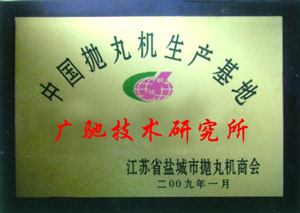 中国抛丸机生产基地
广驰技术研究所
江苏省盐城市抛丸机商会
二00九年一月